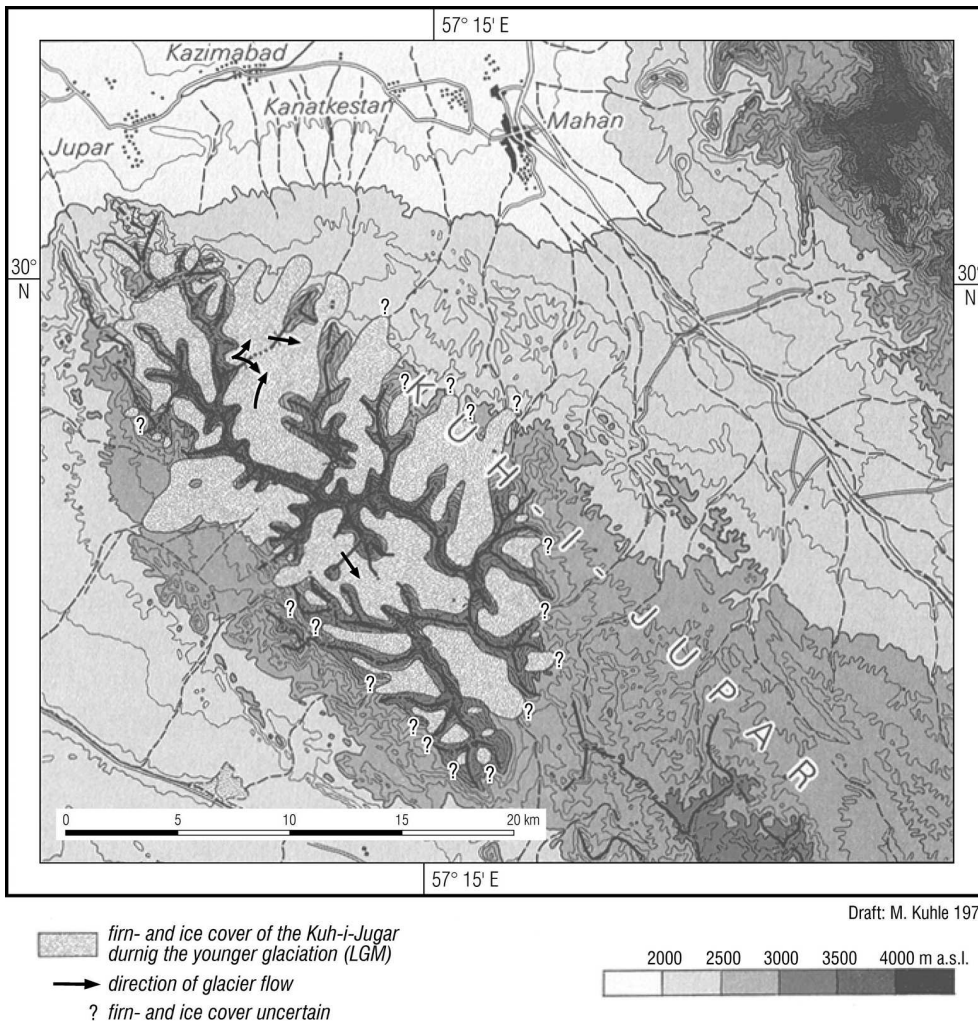 57° 15' E
Kazimabad
Kanatkestan
Mahan
Jupar
30°
N
30°
N
?
?
?
?
?
?
?
KUH-I-JUPAR
?
?
?
?
?
?
?
?
?
?
?
0 5 10 15 20 km
57° 15' E
Draft: M. Kuhle 197
firn- and ice cover of the Kuh-i-Jugar
durnig the younger glaciation (LGM)
direction of glacier flow
? firn- and ice cover uncertain
2000 2500 3000 3500 4000 m a.s.l.